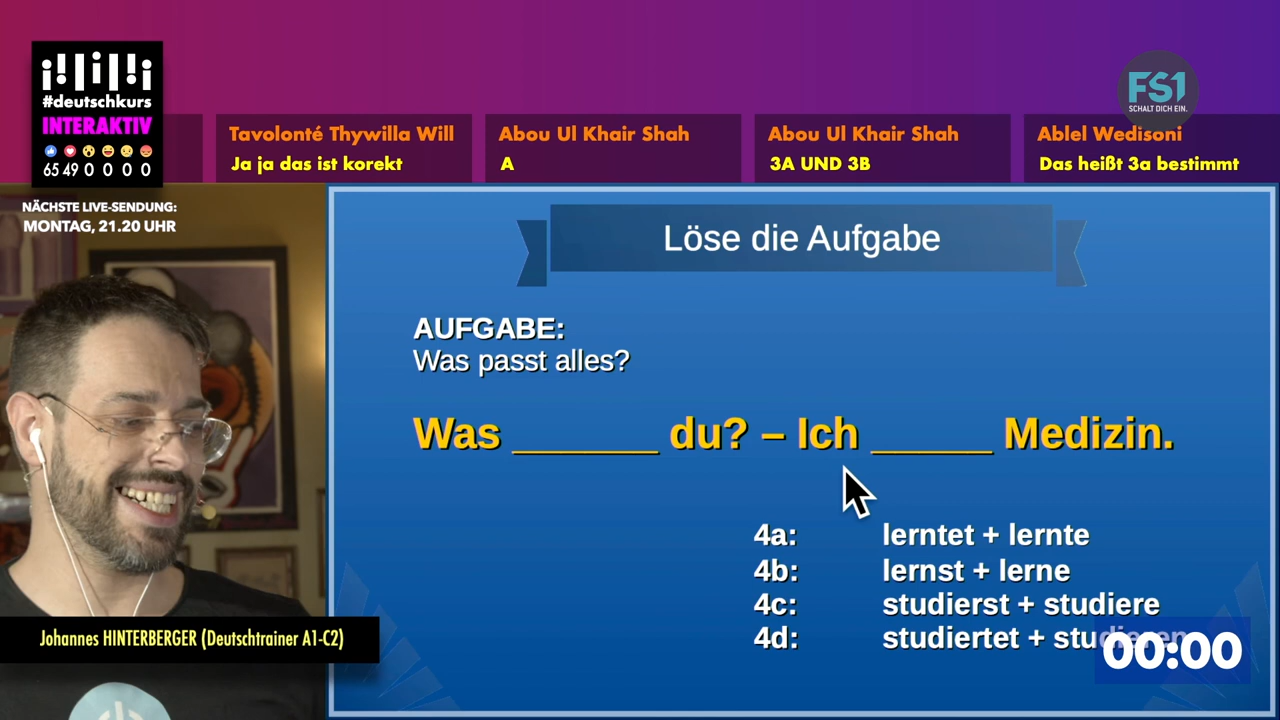 #deutschkurs
INTERAKTIV
65 49 0 0 0 0
FS1
SCHALT DICH EIN.
Tavolonté Thywilla Will
Ja ja das ist korekt
Abou Ul Khair Shah
A
Abou Ul Khair Shah
3A UND 3B
Ablel Wedisoni
Das heißt 3a bestimmt
NÄCHSTE LIVE-SENDUNG:
MONTAG, 21.20 UHR
Löse die Aufgabe
AUFGABE:
Was passt alles?
Was ______ du? – Ich _____ Medizin.
4a: lerntet + lernte
4b: lernst + lerne
4c: studierst + studiere
4d: studiertet + studieren
00:00
Johannes HINTERBERGER (Deutschtrainer A1-C2)